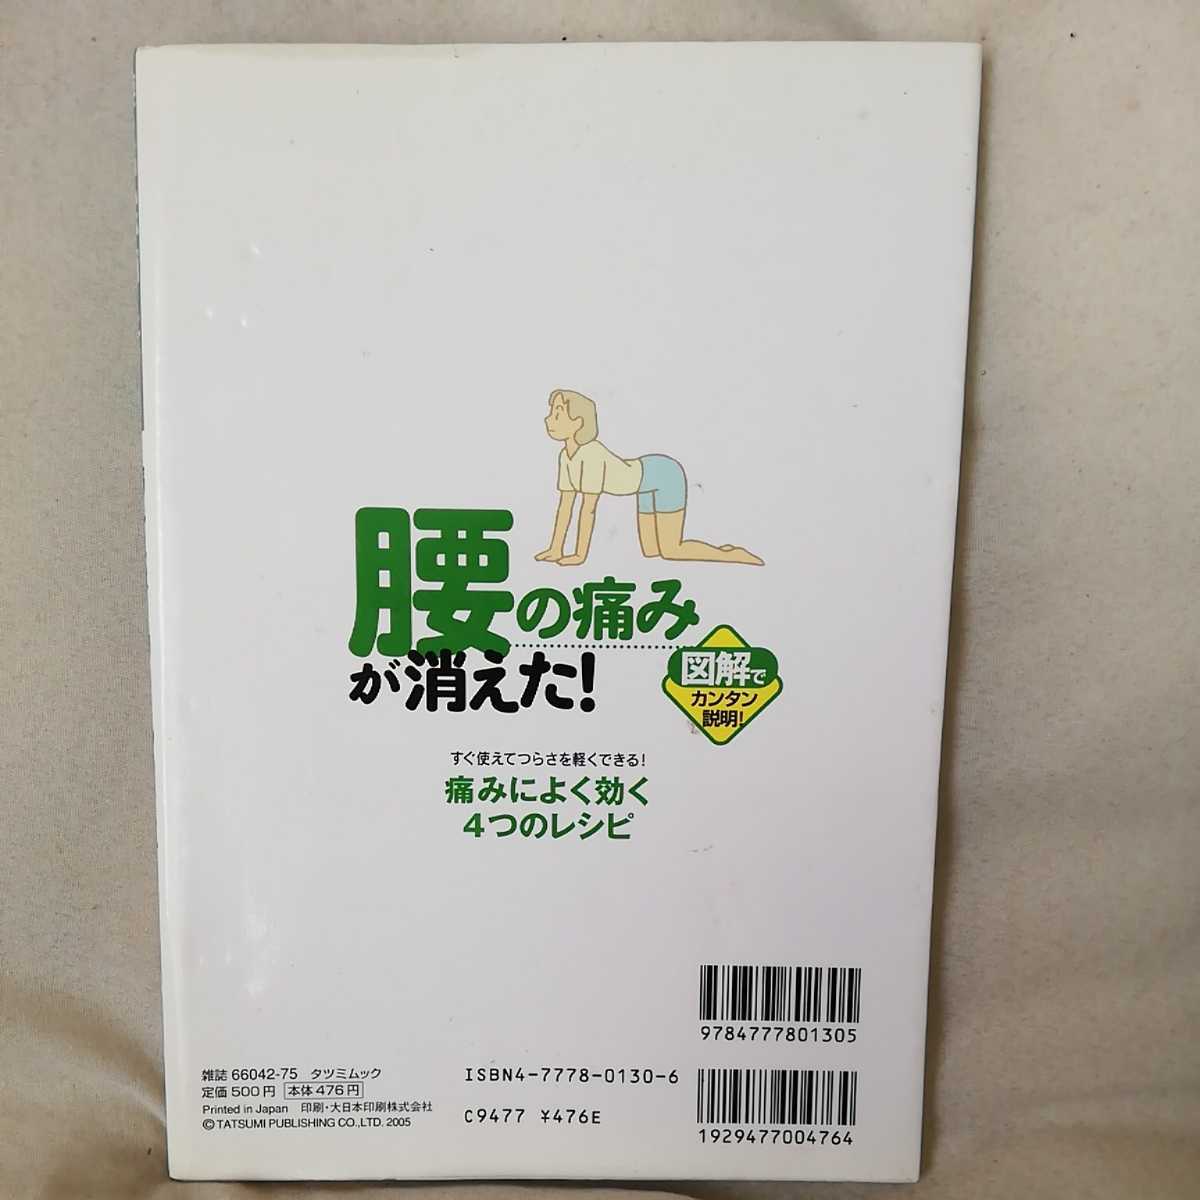 腰の痛み
が消えた!
図解で
カンタン
説明!
すぐ使えてつらさを軽くできる!
痛みによく効く
4つのレシピ
9784777801305
雑誌 66042-75 タツミムック
定価 500円 本体 476円
Printed in Japan 印刷・大日本印刷株式会社
©TATSUMI PUBLISHING CO.,LTD. 2005
ISBN4-7778-0130-6
C9477 ¥476E
1929477004764